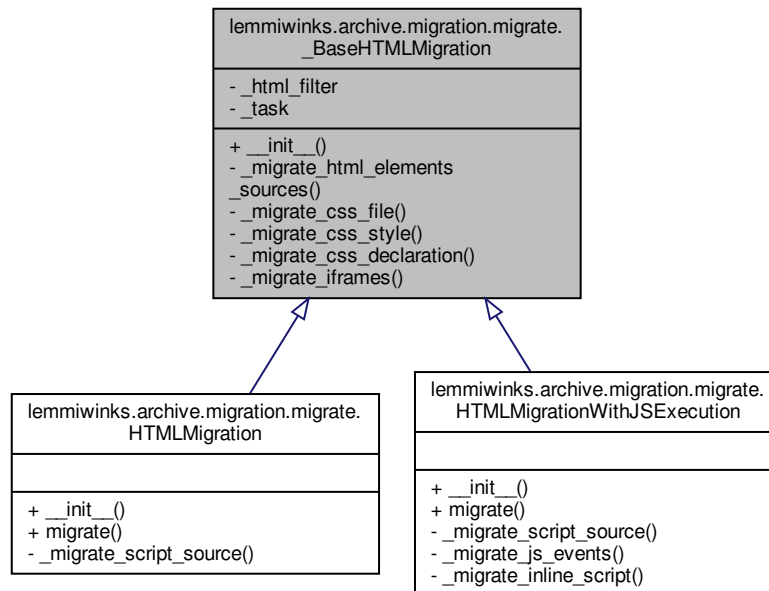 lemmiwinks.archive.migration.migrate.
_BaseHTMLMigration
- _html_filter
- _task
+ __init__()
- _migrate_html_elements
_sources()
- _migrate_css_file()
- _migrate_css_style()
- _migrate_css_declaration()
- _migrate_iframes()
lemmiwinks.archive.migration.migrate.
HTMLMigration
+ __init__()
+ migrate()
- _migrate_script_source()
lemmiwinks.archive.migration.migrate.
HTMLMigrationWithJSExecution
+ __init__()
+ migrate()
- _migrate_script_source()
- _migrate_js_events()
- _migrate_inline_script()